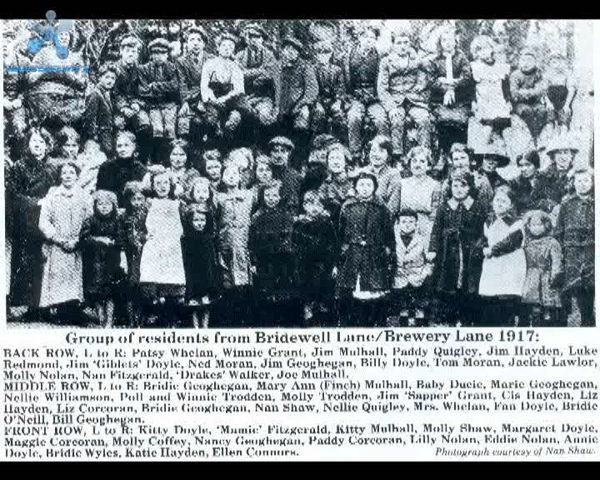 Group of residents from Bridewell Lane/Brewery Lane 1917:
BACK ROW, L to R: Patsy Whelan, Winnie Grant, Jim Mulhall, Paddy Quigley, Jim Hayden, Luke
Redmond, Jim 'Giblets' Doyle, Ned Moran, Jim Geoghegan, Billy Doyle, Tom Moran, Jackie Lawlor,
Molly Nolan, Nan Fitzgerald, 'Drakes' Walker, Joe Mulhall.
MIDDLE ROW, L to R: Bridie Geoghegan, Mary Ann (Finch) Mulhall, Baby Ducie, Marie Geoghegan,
Nellie Williamson, Poll and Winnie Trodden, Molly Trodden, Jim 'Sapper' Grant, Cis Hayden, Liz
Hayden, Liz Corcoran, Bridie Geoghegan, Nan Shaw, Nellie Quigley, Mrs. Whelan, Fan Doyle, Bridie
O'Neill, Bill Geoghegan.
FRONT ROW, L to R: Kitty Doyle, 'Mamie' Fitzgerald, Kitty Mulhall, Molly Shaw, Margaret Doyle,
Maggie Corcoran, Molly Coffey, Nancy Geoghegan, Paddy Corcoran, Lilly Nolan, Eddie Nolan, Annie
Doyle, Bridie Wyles, Katie Hayden, Ellen Connors.
Photograph courtesy of Nan Shaw.